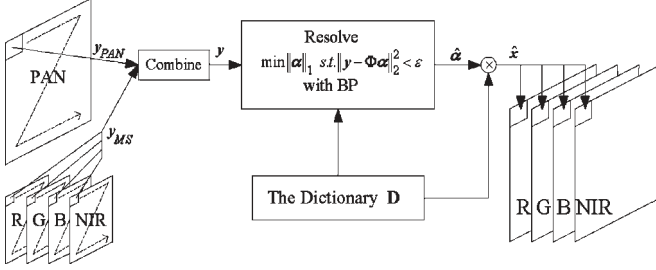 PAN
y_PAN
Combine
y
Resolve
min‖α‖₁ s.t.‖y−Φα‖₂² < ε
with BP
α̂
⊗
x̂
y_MS
R G B NIR
The Dictionary D
R G B NIR